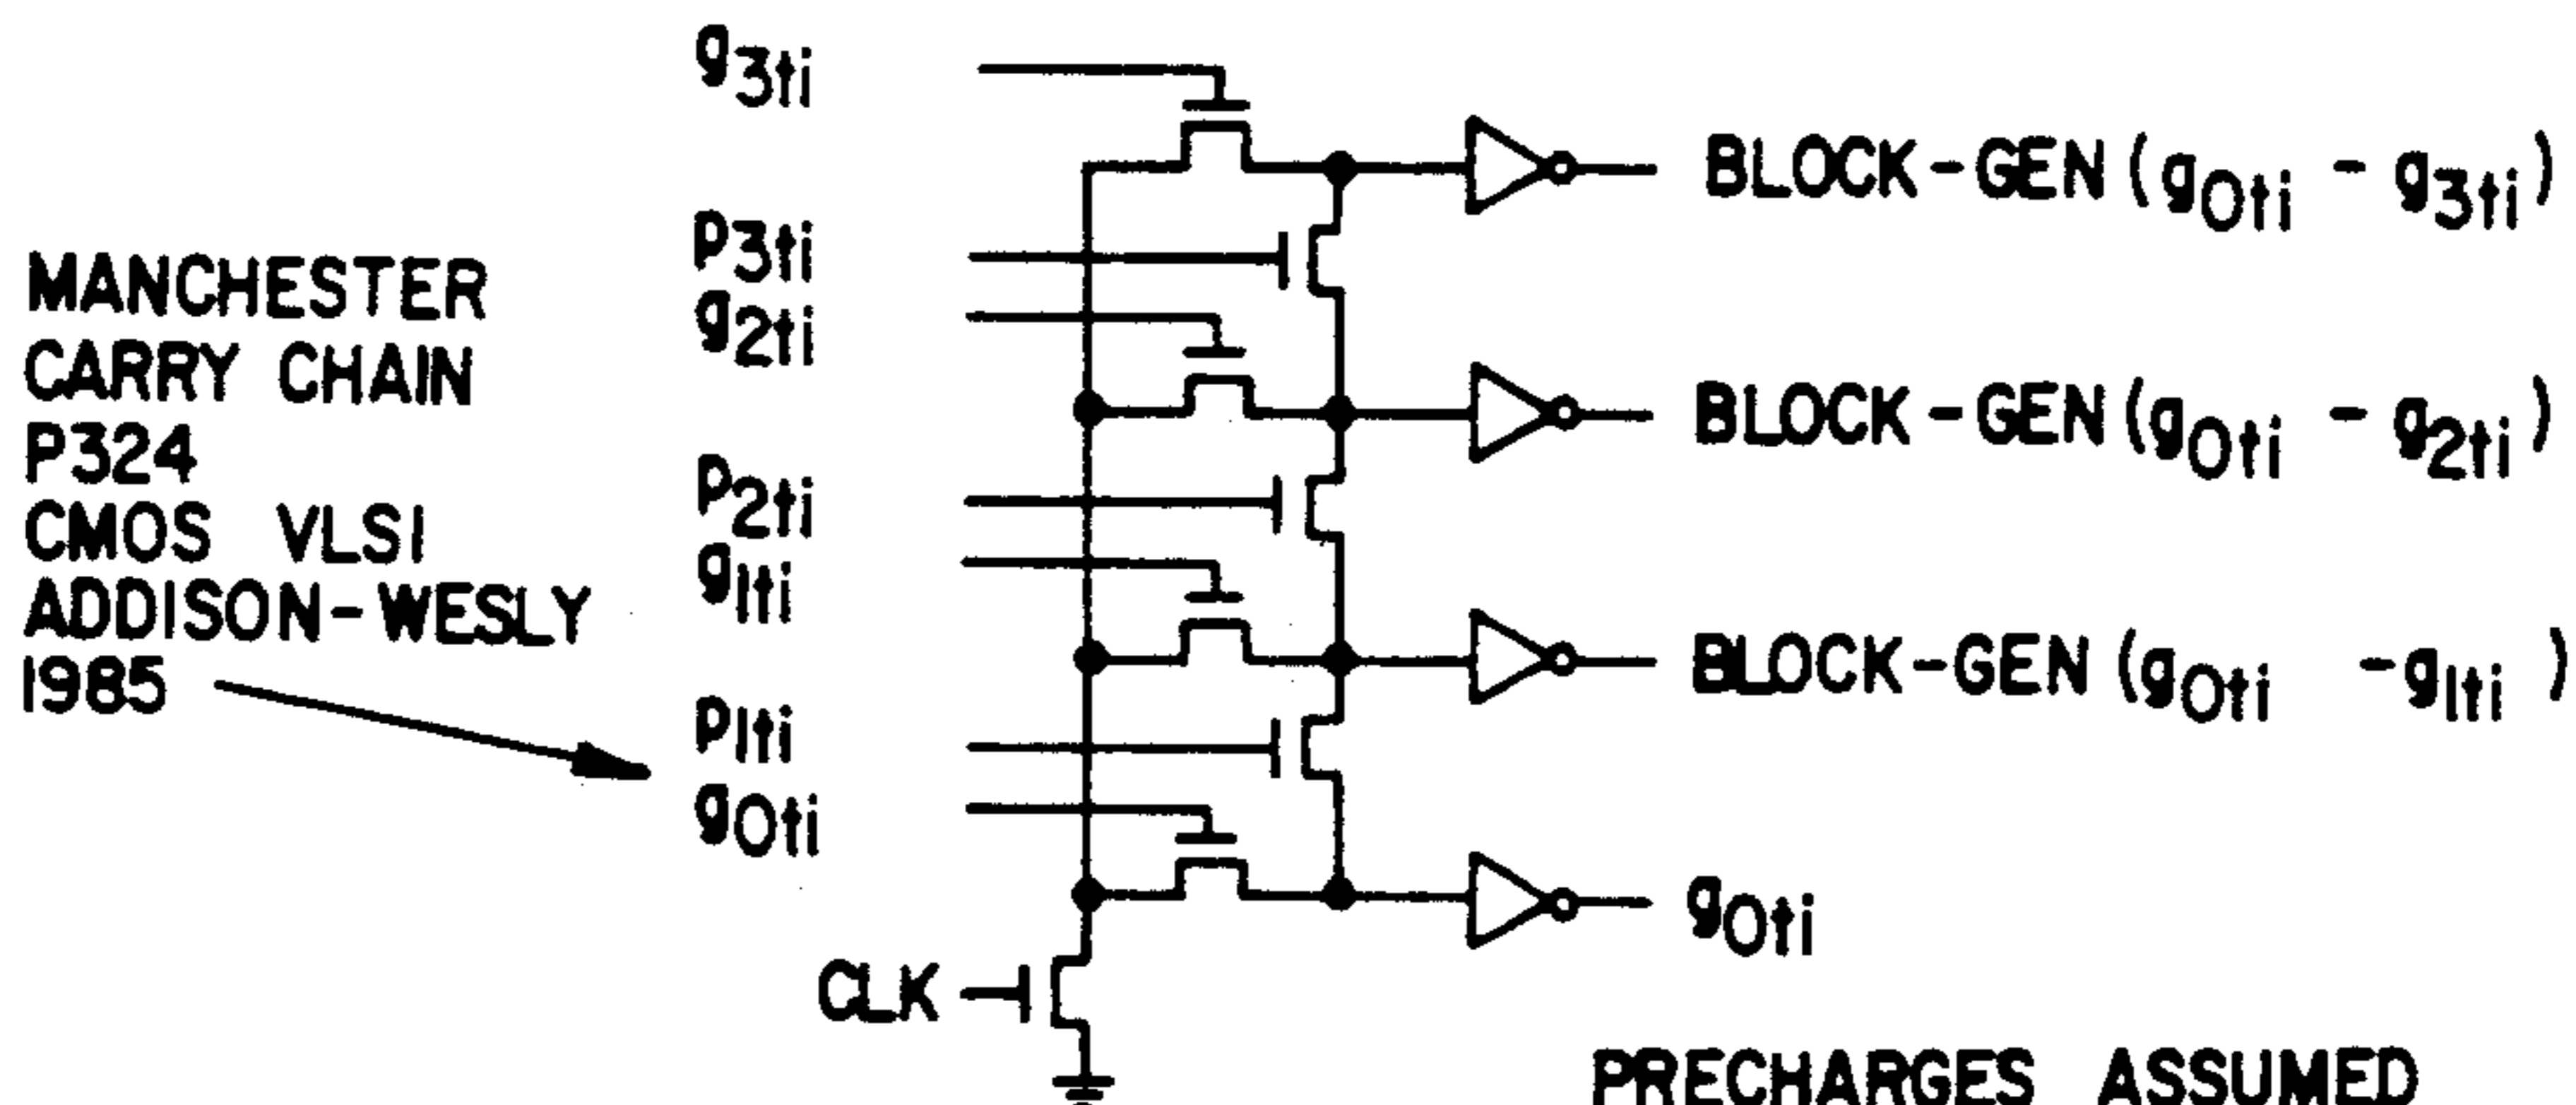 MANCHESTER
CARRY CHAIN
P324
CMOS VLSI
ADDISON-WESLY
1985
g3ti
p3ti
g2ti
p2ti
g1ti
p1ti
g0ti
CLK
BLOCK-GEN (g0ti - g3ti)
BLOCK-GEN (g0ti - g2ti)
BLOCK-GEN (g0ti - g1ti)
g0ti
PRECHARGES ASSUMED